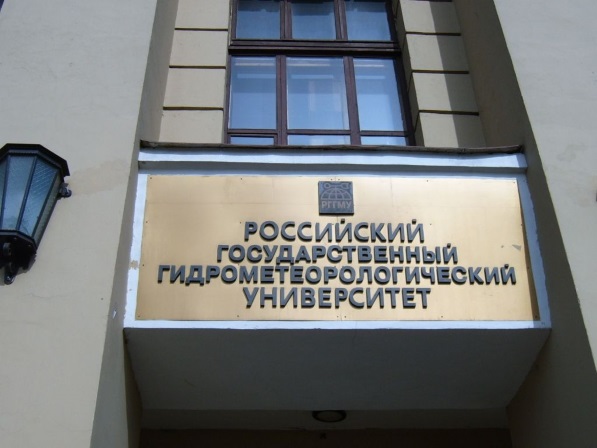 РГГМУ
РОССИЙСКИЙ
ГОСУДАРСТВЕННЫЙ
ГИДРОМЕТЕОРОЛОГИЧЕСКИЙ
УНИВЕРСИТЕТ